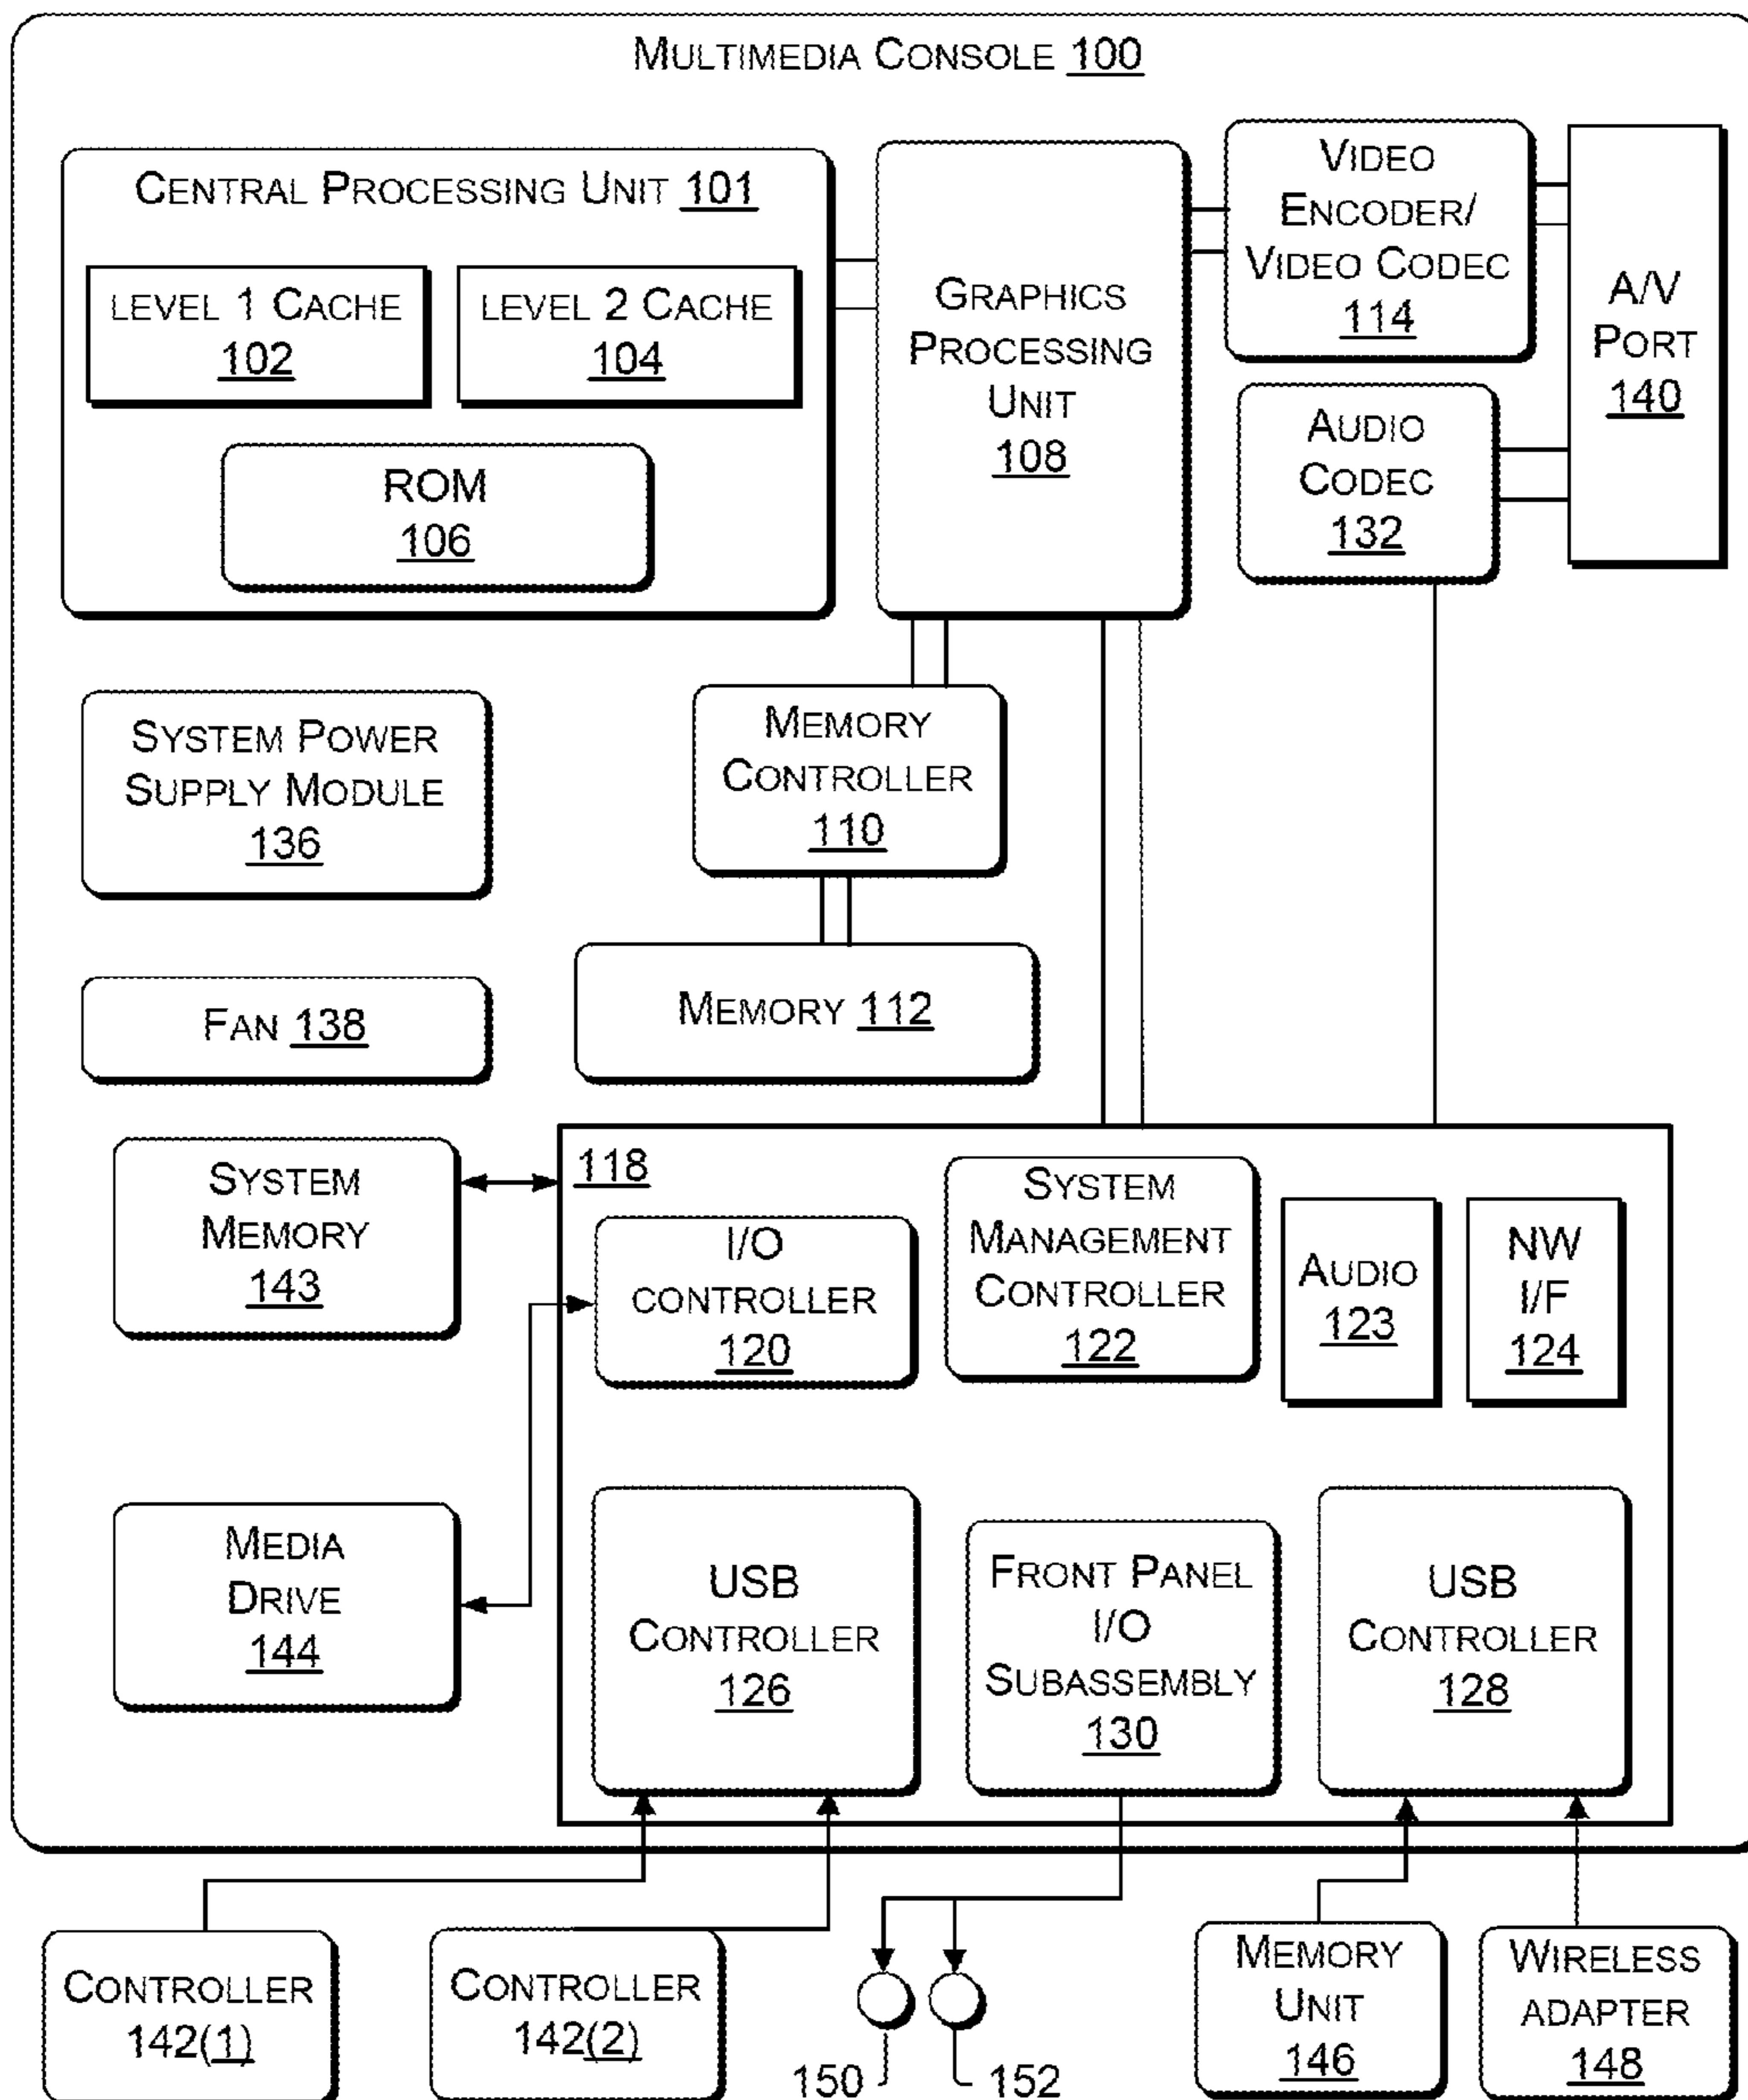 MULTIMEDIA CONSOLE 100
CENTRAL PROCESSING UNIT 101
LEVEL 1 CACHE
102
LEVEL 2 CACHE
104
ROM
106
GRAPHICS
PROCESSING
UNIT
108
VIDEO
ENCODER/
VIDEO CODEC
114
A/V
PORT
140
AUDIO
CODEC
132
SYSTEM POWER
SUPPLY MODULE
136
MEMORY
CONTROLLER
110
FAN 138
MEMORY 112
SYSTEM
MEMORY
143
118
I/O
CONTROLLER
120
SYSTEM
MANAGEMENT
CONTROLLER
122
AUDIO
123
NW
I/F
124
MEDIA
DRIVE
144
USB
CONTROLLER
126
FRONT PANEL
I/O
SUBASSEMBLY
130
USB
CONTROLLER
128
CONTROLLER
142(1)
CONTROLLER
142(2)
150
152
MEMORY
UNIT
146
WIRELESS
ADAPTER
148